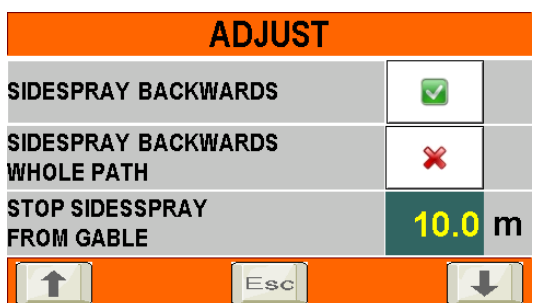 ADJUST
SIDESPRAY BACKWARDS
SIDESPRAY BACKWARDS
WHOLE PATH
STOP SIDESSPRAY
FROM GABLE
10.0 m
Esc